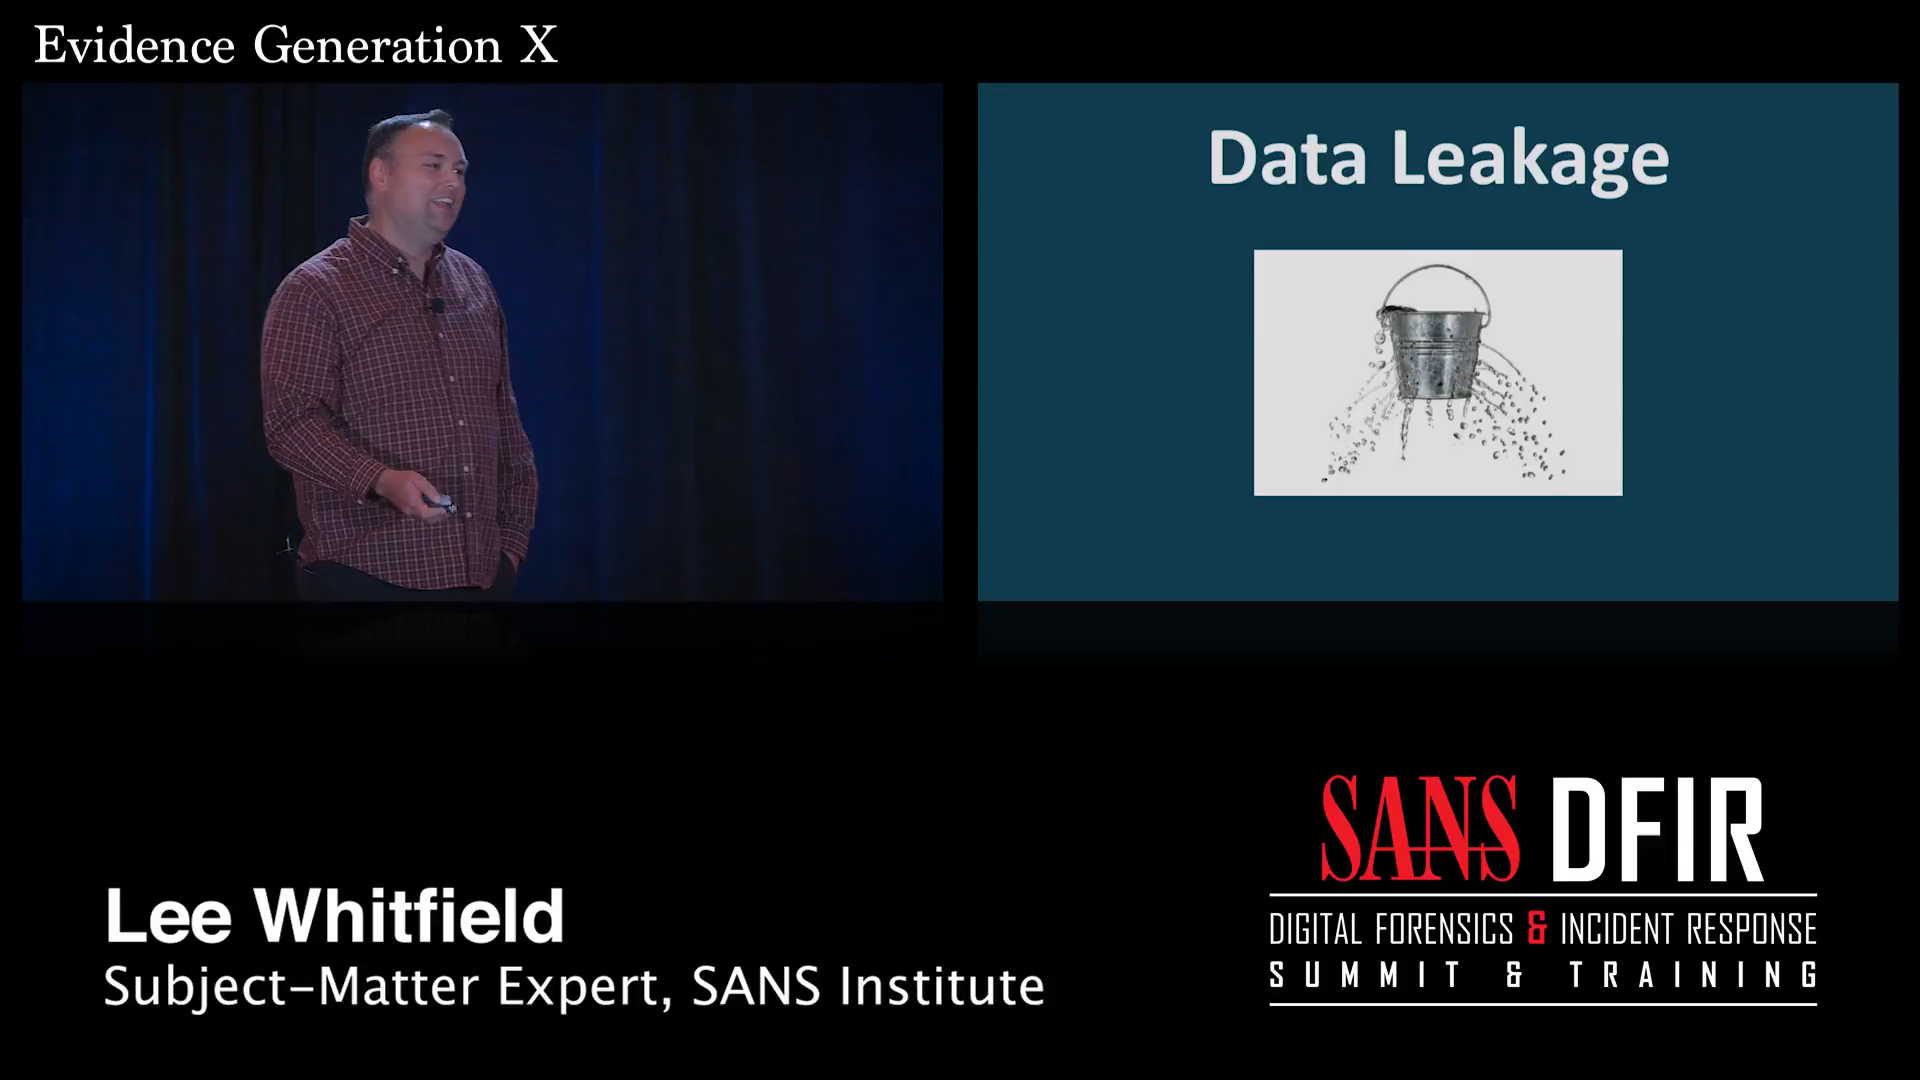 Evidence Generation X
Data Leakage
Lee Whitfield
Subject-Matter Expert, SANS Institute
SANS DFIR
DIGITAL FORENSICS & INCIDENT RESPONSE
SUMMIT & TRAINING